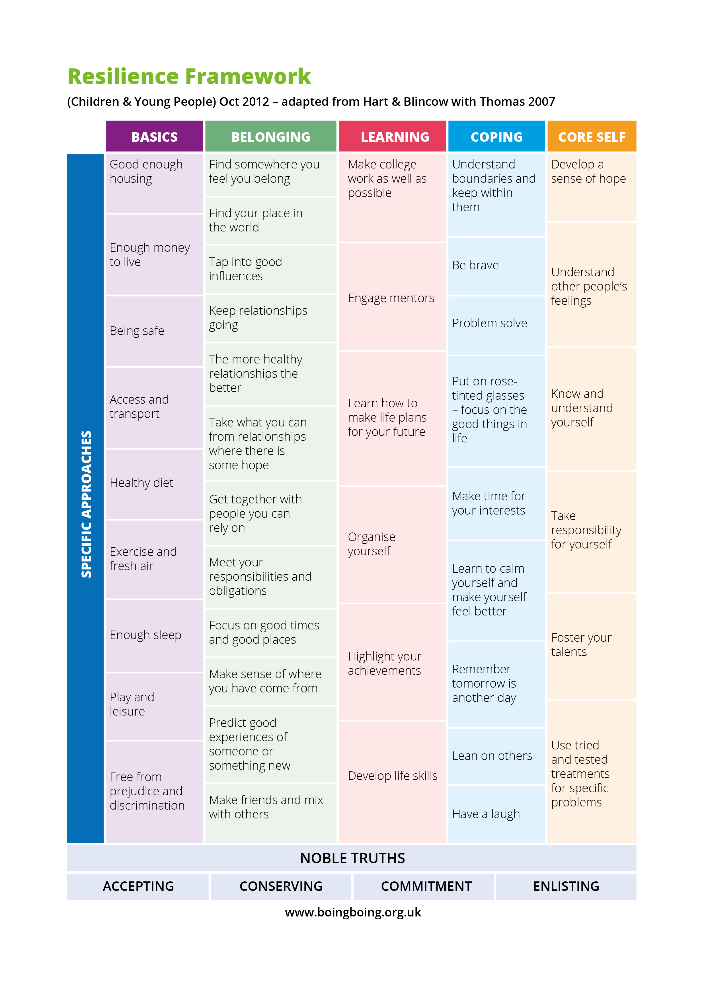 Resilience Framework
(Children & Young People) Oct 2012 – adapted from Hart & Blincow with Thomas 2007
BASICS
BELONGING
LEARNING
COPING
CORE SELF
SPECIFIC APPROACHES
Good enough
housing
Enough money
to live
Being safe
Access and
transport
Healthy diet
Exercise and
fresh air
Enough sleep
Play and
leisure
Free from
prejudice and
discrimination
Find somewhere you
feel you belong
Find your place in
the world
Tap into good
influences
Keep relationships
going
The more healthy
relationships the
better
Take what you can
from relationships
where there is
some hope
Get together with
people you can
rely on
Meet your
responsibilities and
obligations
Focus on good times
and good places
Make sense of where
you have come from
Predict good
experiences of
someone or
something new
Make friends and mix
with others
Make college
work as well as
possible
Engage mentors
Learn how to
make life plans
for your future
Organise
yourself
Highlight your
achievements
Develop life skills
Understand
boundaries and
keep within
them
Be brave
Problem solve
Put on rose-
tinted glasses
– focus on the
good things in
life
Make time for
your interests
Learn to calm
yourself and
make yourself
feel better
Remember
tomorrow is
another day
Lean on others
Have a laugh
Develop a
sense of hope
Understand
other people’s
feelings
Know and
understand
yourself
Take
responsibility
for yourself
Foster your
talents
Use tried
and tested
treatments
for specific
problems
NOBLE TRUTHS
ACCEPTING
CONSERVING
COMMITMENT
ENLISTING
www.boingboing.org.uk